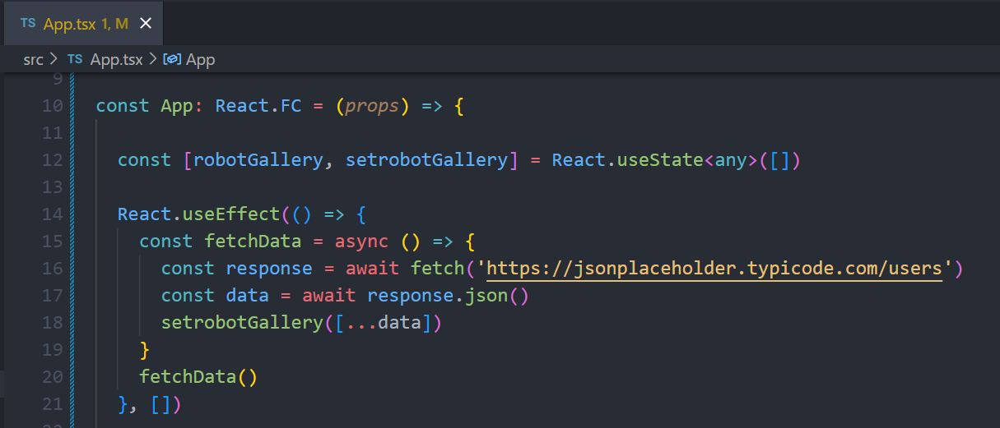 TS App.tsx 1, M ×
src > TS App.tsx > App
9
10 const App: React.FC = (props) => {
11
12 const [robotGallery, setrobotGallery] = React.useState<any>([])
13
14 React.useEffect(() => {
15 const fetchData = async () => {
16 const response = await fetch('https://jsonplaceholder.typicode.com/users')
17 const data = await response.json()
18 setrobotGallery([...data])
19 }
20 fetchData()
21 }, [])